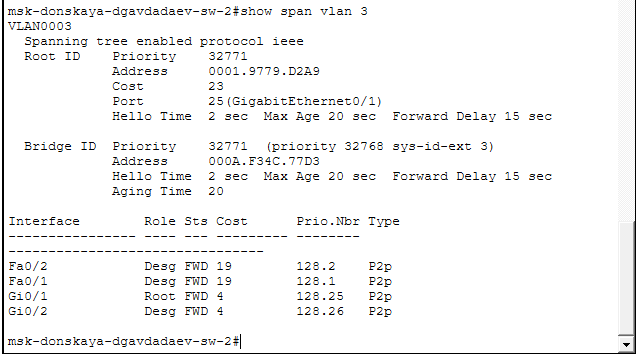 msk-donskaya-dgavdadaev-sw-2#show span vlan 3
VLAN0003
  Spanning tree enabled protocol ieee
  Root ID    Priority    32771
             Address     0001.9779.D2A9
             Cost        23
             Port        25(GigabitEthernet0/1)
             Hello Time  2 sec  Max Age 20 sec  Forward Delay 15 sec

  Bridge ID  Priority    32771  (priority 32768 sys-id-ext 3)
             Address     000A.F34C.77D3
             Hello Time  2 sec  Max Age 20 sec  Forward Delay 15 sec
             Aging Time  20

Interface        Role Sts Cost      Prio.Nbr Type
---------------- ---- --- --------- --------
--------------------------------
Fa0/2            Desg FWD 19        128.2    P2p
Fa0/1            Desg FWD 19        128.1    P2p
Gi0/1            Root FWD 4         128.25   P2p
Gi0/2            Desg FWD 4         128.26   P2p

msk-donskaya-dgavdadaev-sw-2#